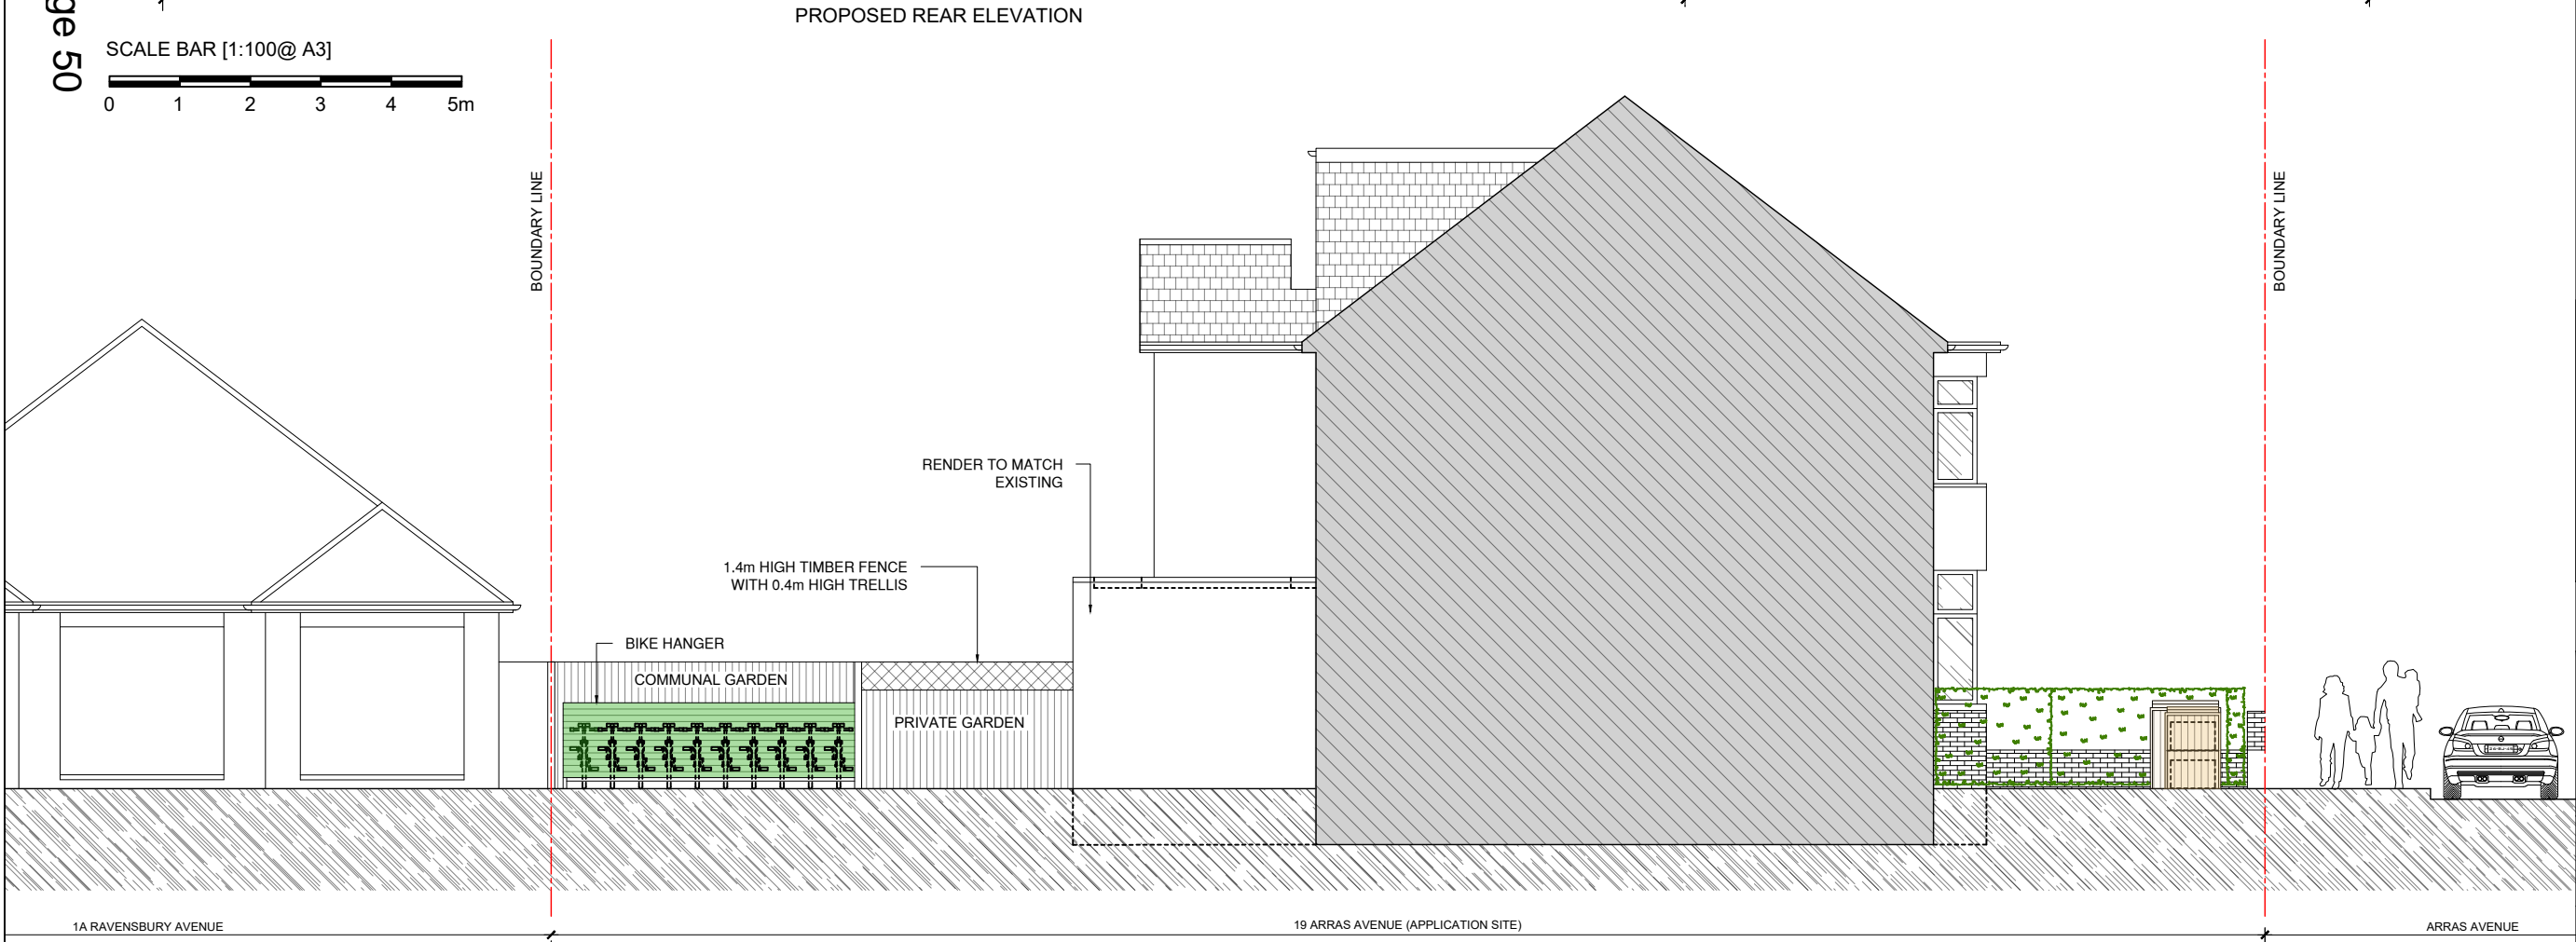 PROPOSED REAR ELEVATION
ge 50
SCALE BAR [1:100@ A3]
0 1 2 3 4 5m
BOUNDARY LINE
BOUNDARY LINE
RENDER TO MATCH
EXISTING
1.4m HIGH TIMBER FENCE
WITH 0.4m HIGH TRELLIS
BIKE HANGER
COMMUNAL GARDEN
PRIVATE GARDEN
1A RAVENSBURY AVENUE
19 ARRAS AVENUE (APPLICATION SITE)
ARRAS AVENUE